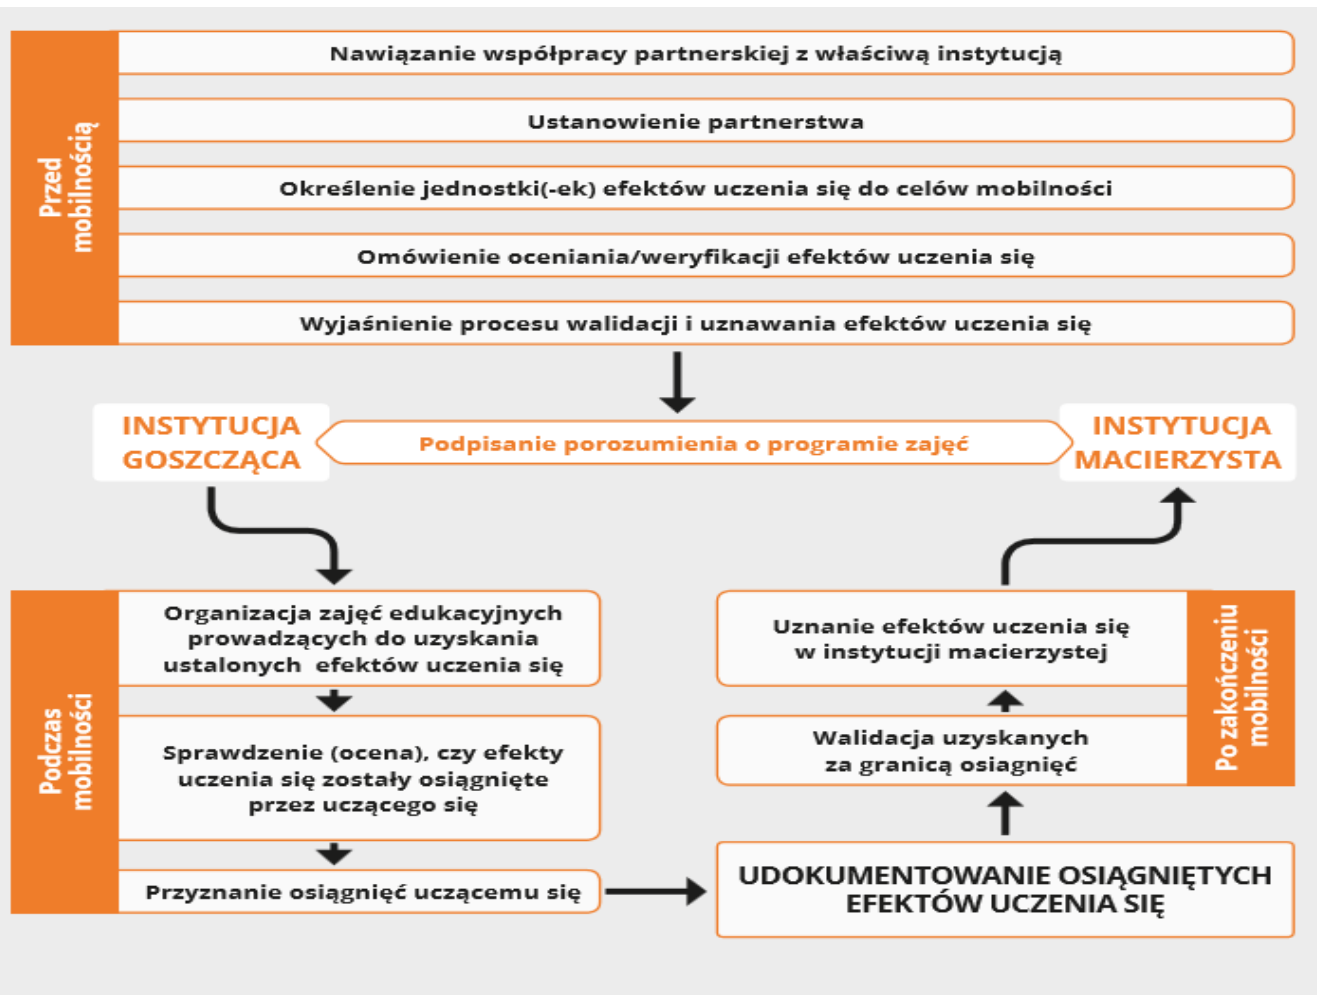 Przed
mobilnością
Nawiązanie współpracy partnerskiej z właściwą instytucją
Ustanowienie partnerstwa
Określenie jednostki(-ek) efektów uczenia się do celów mobilności
Omówienie oceniania/weryfikacji efektów uczenia się
Wyjaśnienie procesu walidacji i uznawania efektów uczenia się
INSTYTUCJA
GOSZCZĄCA
Podpisanie porozumienia o programie zajęć
INSTYTUCJA
MACIERZYSTA
Podczas
mobilności
Organizacja zajęć edukacyjnych
prowadzących do uzyskania
ustalonych efektów uczenia się
Sprawdzenie (ocena), czy efekty
uczenia się zostały osiągnięte
przez uczącego się
Przyznanie osiągnięć uczącemu się
Uznanie efektów uczenia się
w instytucji macierzystej
Walidacja uzyskanych
za granicą osiagnięć
Po zakończeniu
mobilności
UDOKUMENTOWANIE OSIĄGNIĘTYCH
EFEKTÓW UCZENIA SIĘ